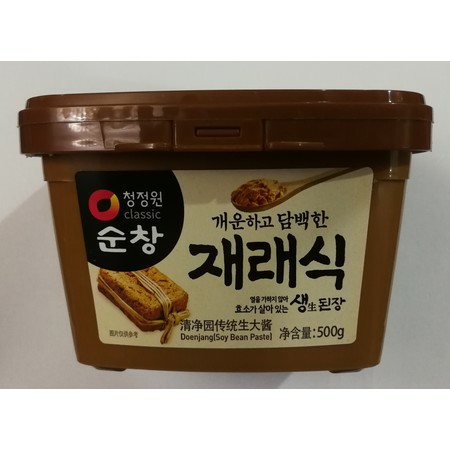 청정원
classic
순창
개운하고 담백한
재래식
열을 가하지 않아
효소가 살아 있는
생生된장
图片仅供参考
清净园传统生大酱
Doenjang(Soy Bean Paste)
净含量:500g